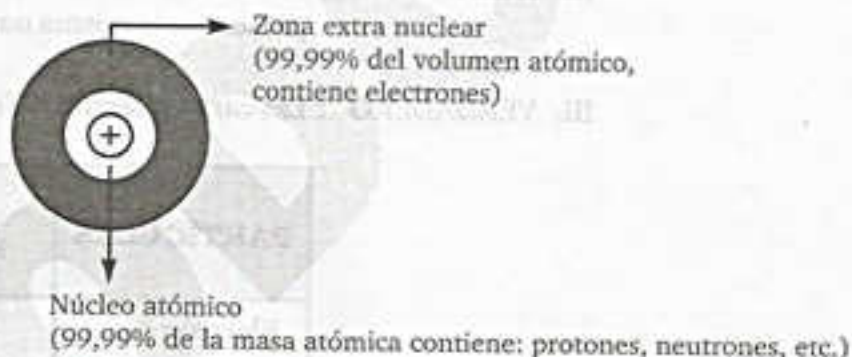 Zona extra nuclear
(99,99% del volumen atómico,
contiene electrones)
+
Núcleo atómico
(99,99% de la masa atómica contiene: protones, neutrones, etc.)